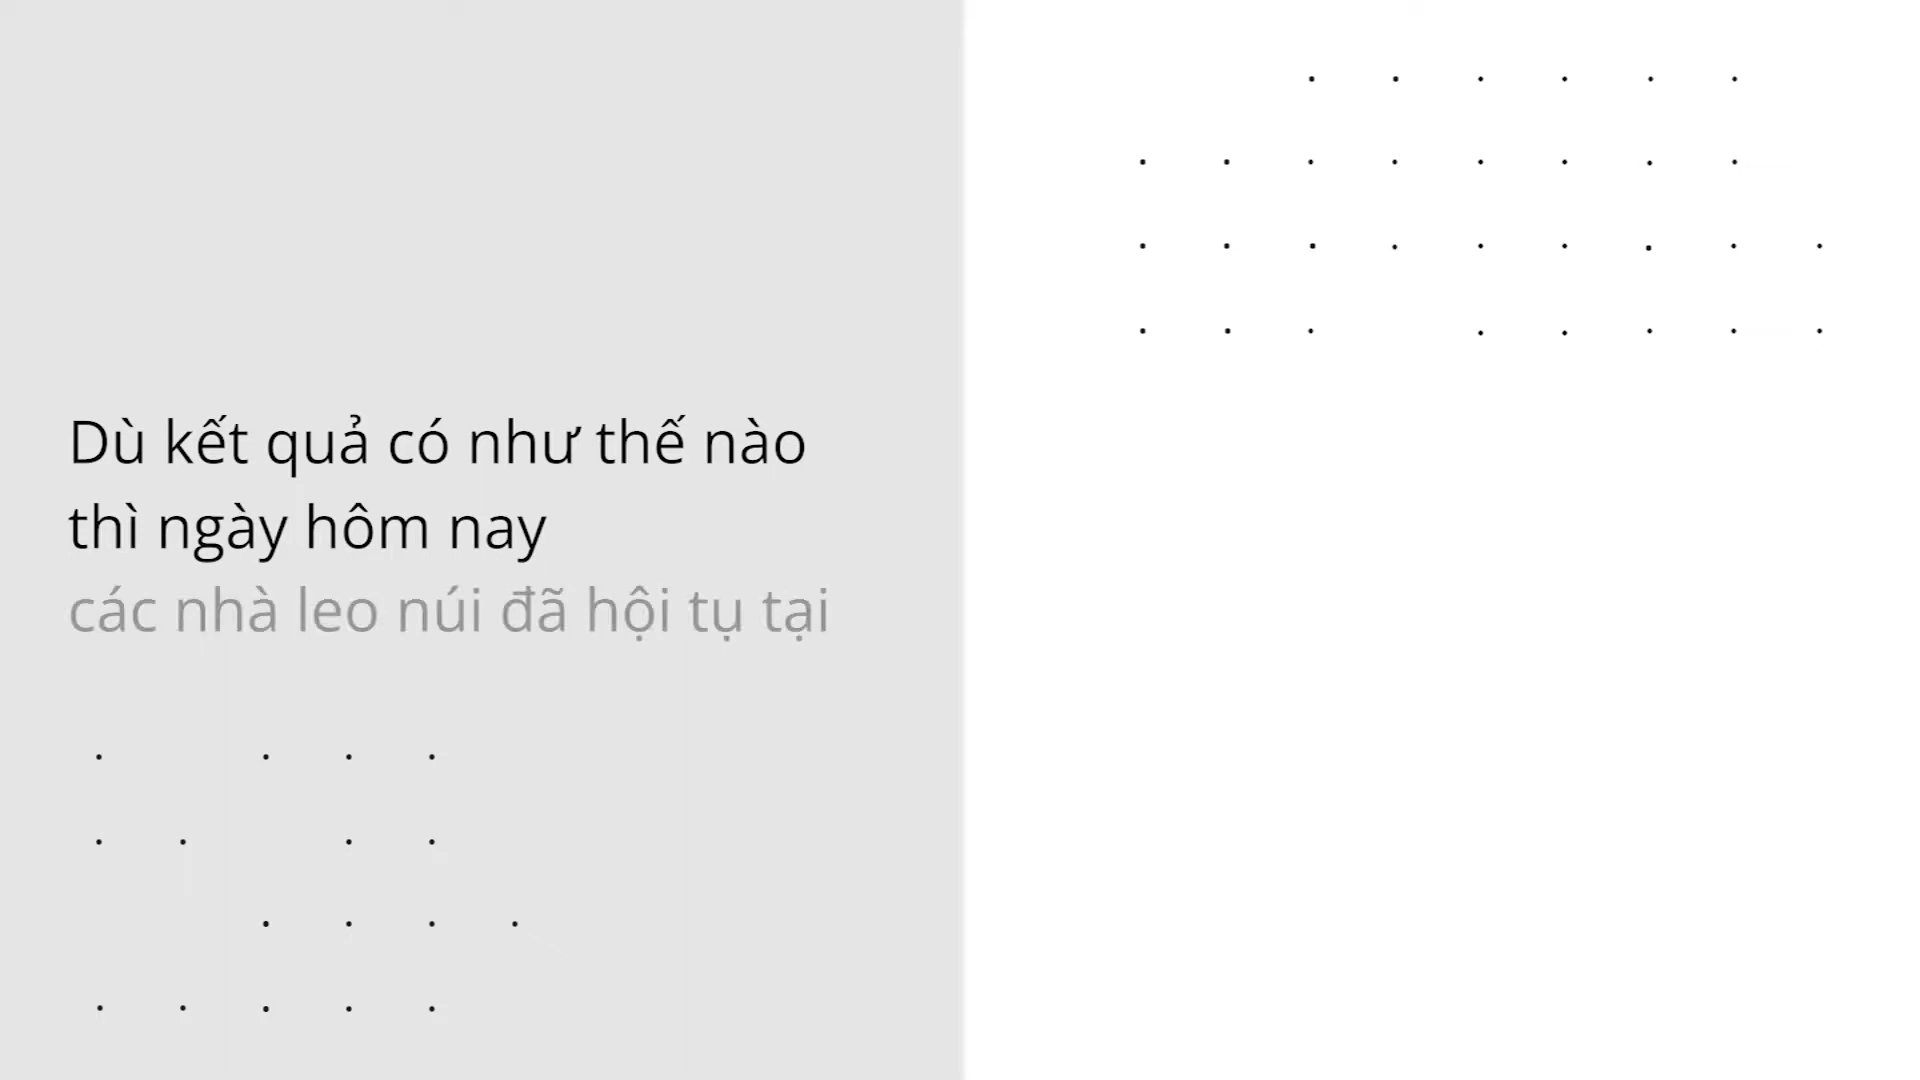 Dù kết quả có như thế nào
thì ngày hôm nay
các nhà leo núi đã hội tụ tại